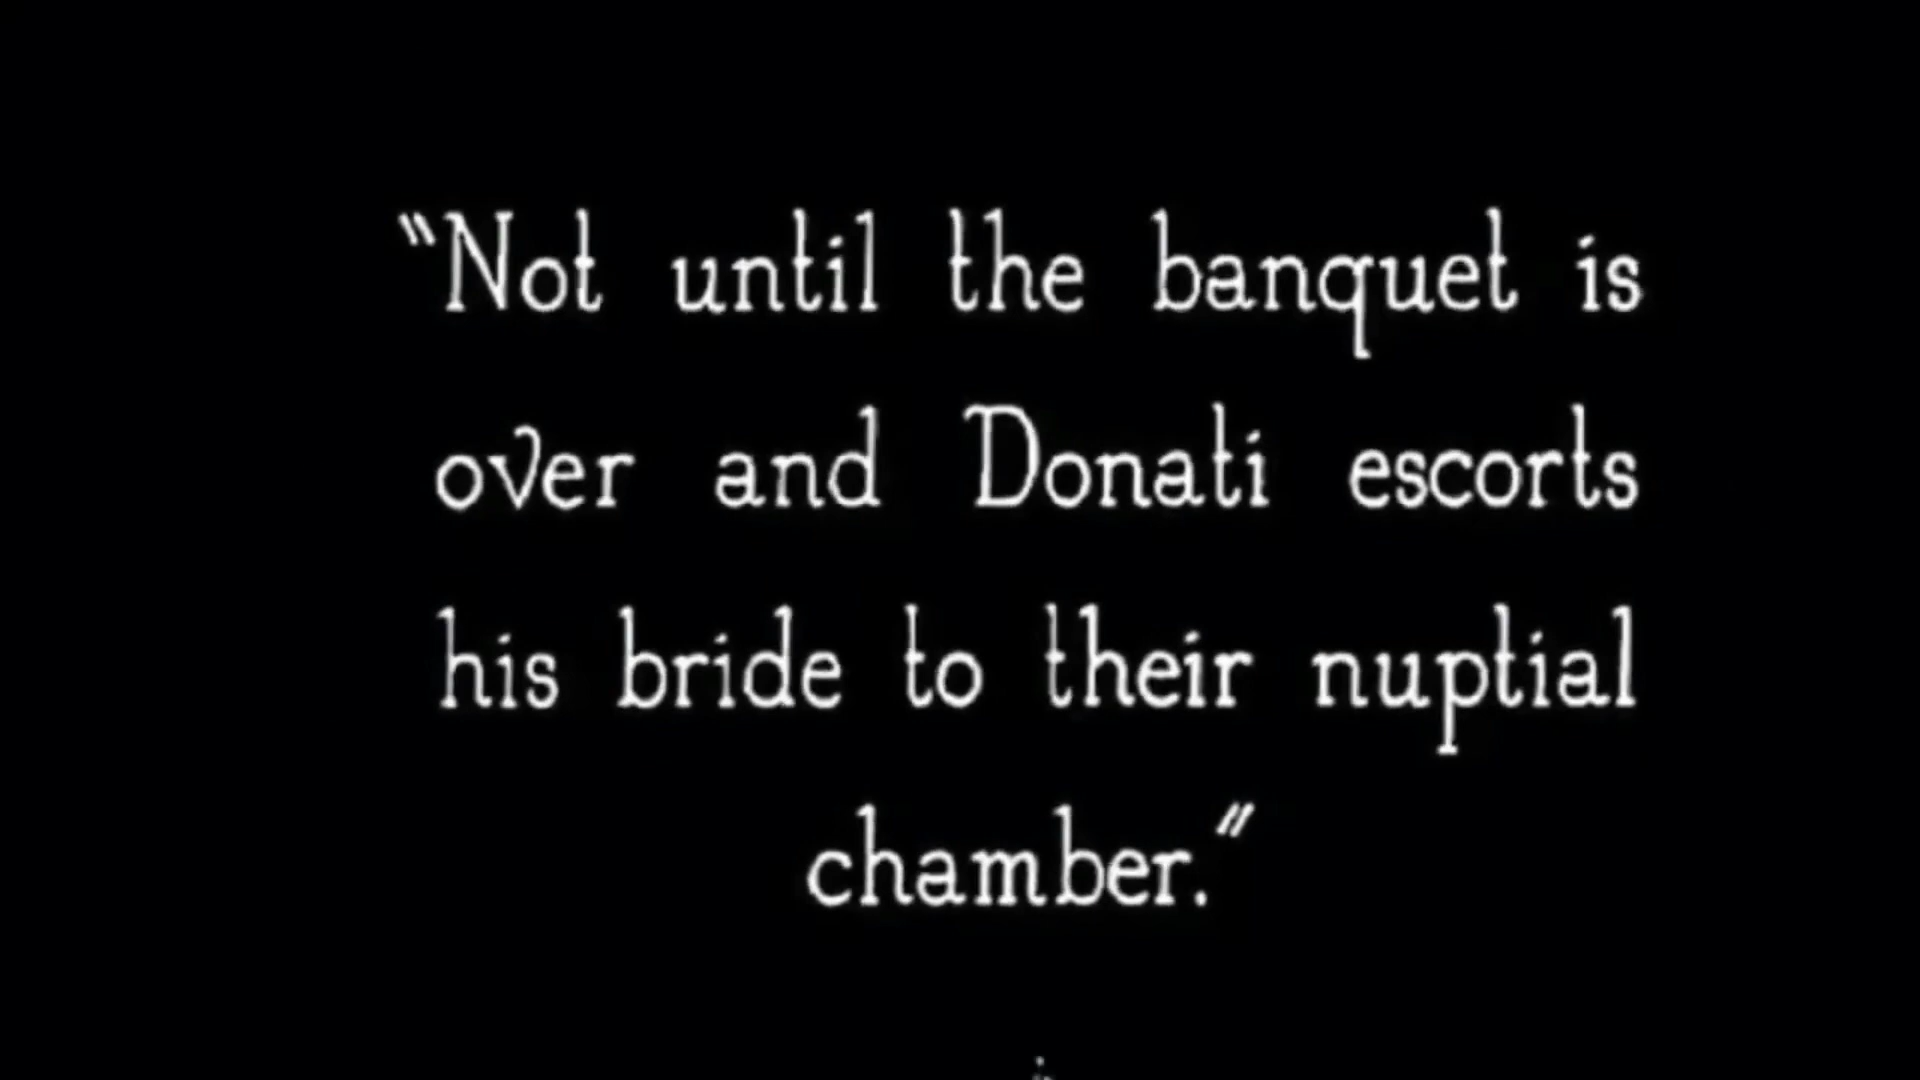 "Not until the banquet is
over and Donati escorts
his bride to their nuptial
chamber."